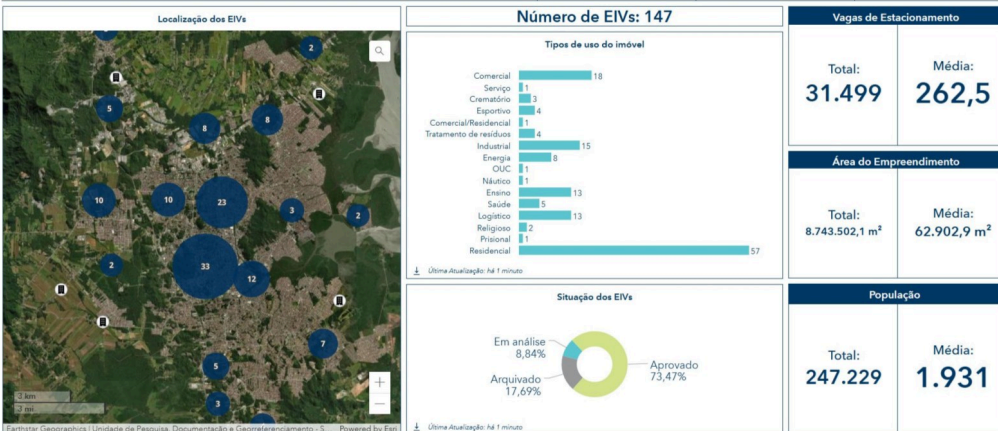 Localização dos EIVs
2
5
8
8
10
10
23
3
2
33
2
12
7
5
3
3 km
3 mi
Earthstar Geographics | Unidade de Pesquisa, Documentação e Georreferenciamento - S...
Powered by Esri
Número de EIVs: 147
Tipos de uso do imóvel
Comercial 18
Serviço 1
Crematório 3
Esportivo 4
Comercial/Residencial 1
Tratamento de resíduos 4
Industrial 15
Energia 8
OUC 1
Náutico 1
Ensino 13
Saúde 5
Logístico 13
Religioso 2
Prisional 1
Residencial 57
Última Atualização: há 1 minuto
Situação dos EIVs
Em análise
8,84%
Arquivado
17,69%
Aprovado
73,47%
Última Atualização: há 1 minuto
Vagas de Estacionamento
Total:
31.499
Média:
262,5
Área do Empreendimento
Total:
8.743.502,1 m²
Média:
62.902,9 m²
População
Total:
247.229
Média:
1.931